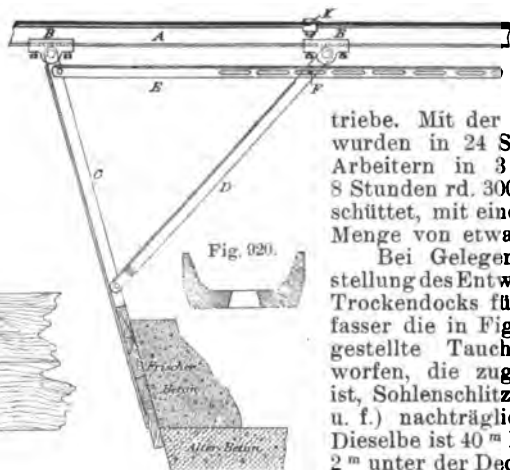 K
B A B
E F
C
D
Fig. 920.
Frischer
Beton
Alter Beton
triebe. Mit der
wurden in 24 S
Arbeitern in 3
8 Stunden rd. 300
schüttet, mit eine
Menge von etwa
Bei Gelegen
stellung des Entw
Trockendocks fü
fasser die in Fig
gestellte Tauch
worfen, die zug
ist, Sohlenschlitz
u. f.) nachträglic
Dieselbe ist 40 m
2 m unter der Dec